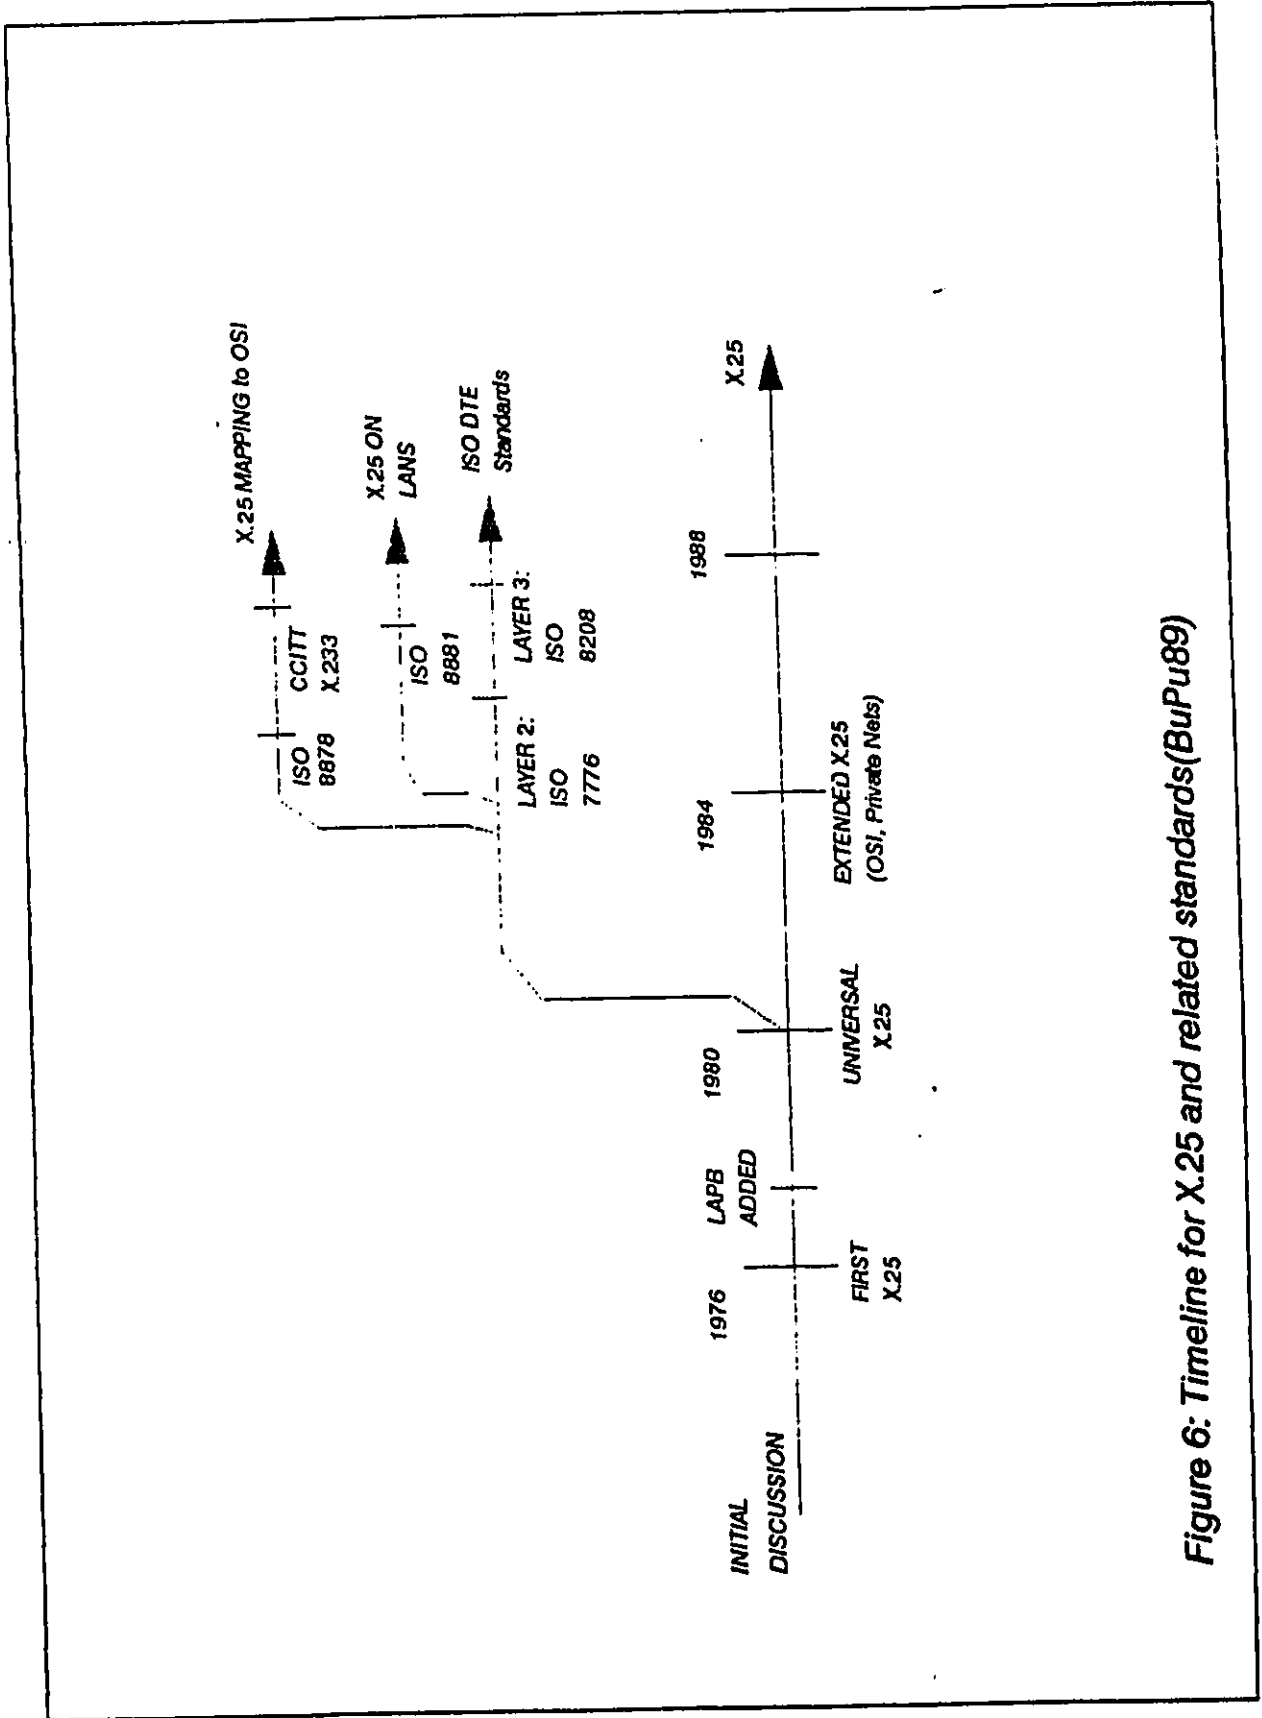 X.25 MAPPING to OSI
ISO
8878
CCITT
X.233
X.25 ON
LANS
ISO
8881
ISO DTE
Standards
LAYER 2:
ISO
7776
LAYER 3:
ISO
8208
INITIAL
DISCUSSION
1976
LAPB
ADDED
1980
1984
1988
X.25
FIRST
X.25
UNIVERSAL
X.25
EXTENDED X.25
(OSI, Private Nets)
Figure 6: Timeline for X.25 and related standards(BuPu89)